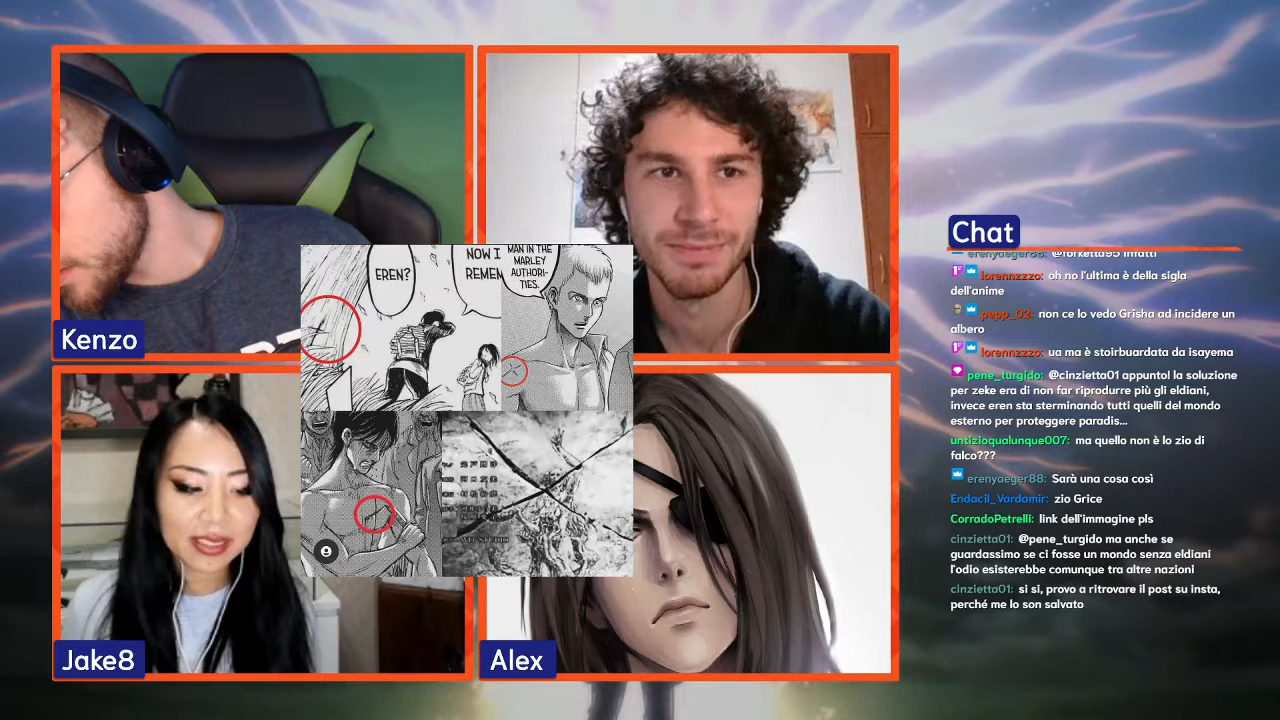 Kenzo
EREN?
NOW I
REMEM
MAN IN THE
MARLEY
AUTHORI-
TIES.
Jake8
Alex
Chat
erenyaeger88: @forketta95 infatti
lorennzzzo: oh no l'ultima è della sigla
dell'anime
pepp_03: non ce lo vedo Grisha ad incidere un
albero
lorennzzzo: ua ma è stoirbuardata da isayema
pene_turgido: @cinzietta01 appuntol la soluzione
per zeke era di non far riprodurre più gli eldiani,
invece eren sta sterminando tutti quelli del mondo
esterno per proteggere paradis...
untizioqualunque007: ma quello non è lo zio di
falco???
erenyaeger88: Sarà una cosa così
Endacil_Vardamir: zio Grice
CorradoPetrelli: link dell'immagine pls
cinzietta01: @pene_turgido ma anche se
guardassimo se ci fosse un mondo senza eldiani
l'odio esisterebbe comunque tra altre nazioni
cinzietta01: si si, provo a ritrovare il post su insta,
perché me lo son salvato